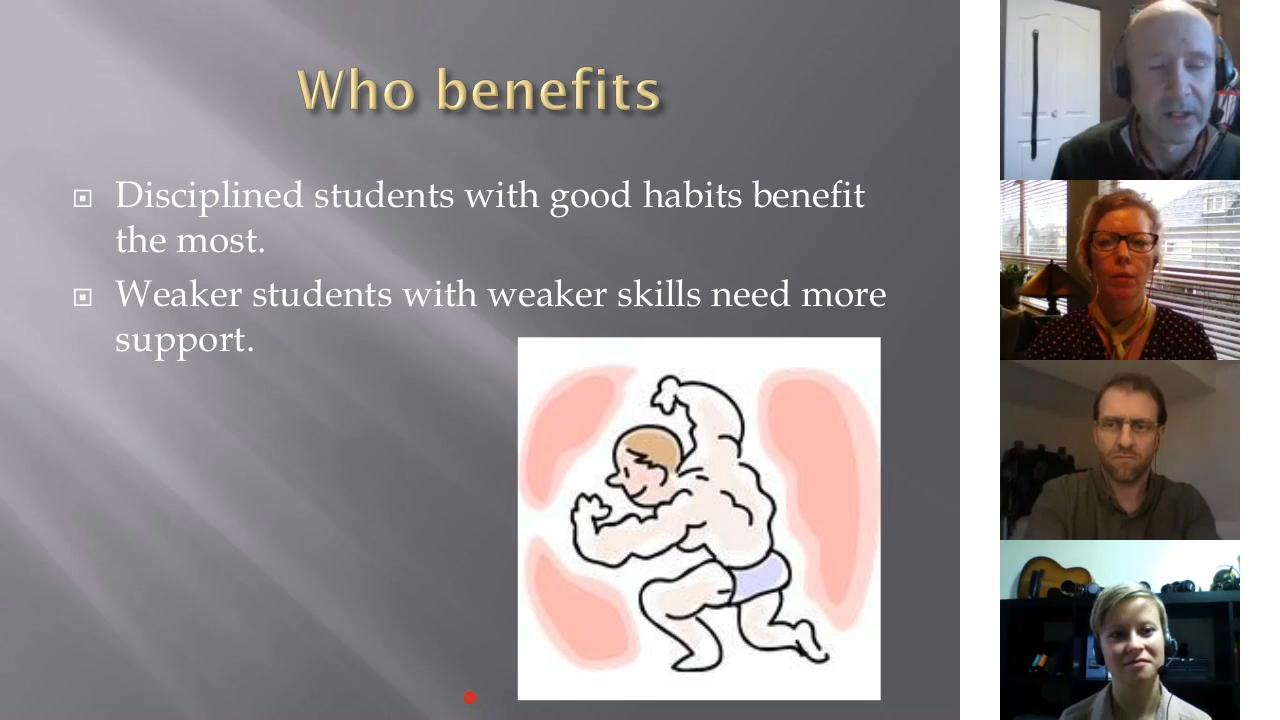 Who benefits
Disciplined students with good habits benefit
the most.
Weaker students with weaker skills need more
support.